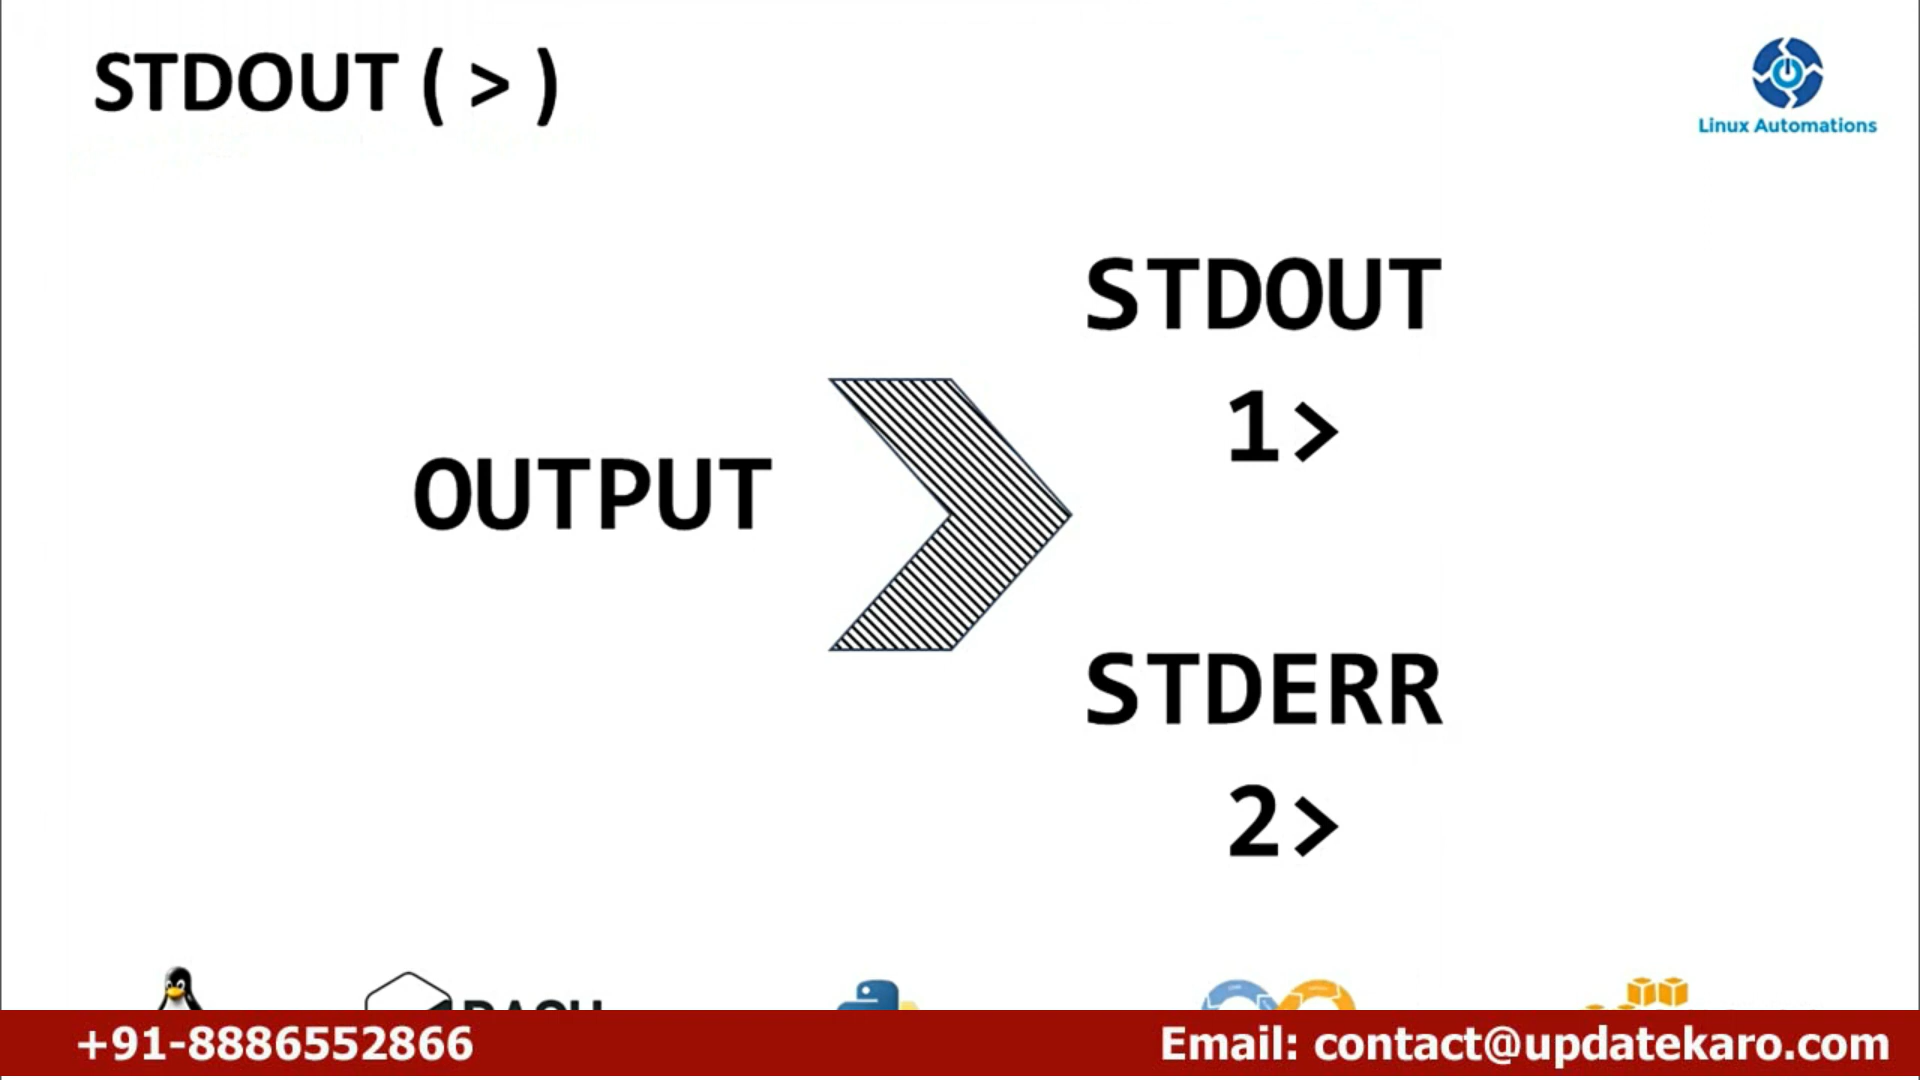 STDOUT ( > )
Linux Automations
STDOUT
1>
OUTPUT
STDERR
2>
+91-8886552866
Email: contact@updatekaro.com